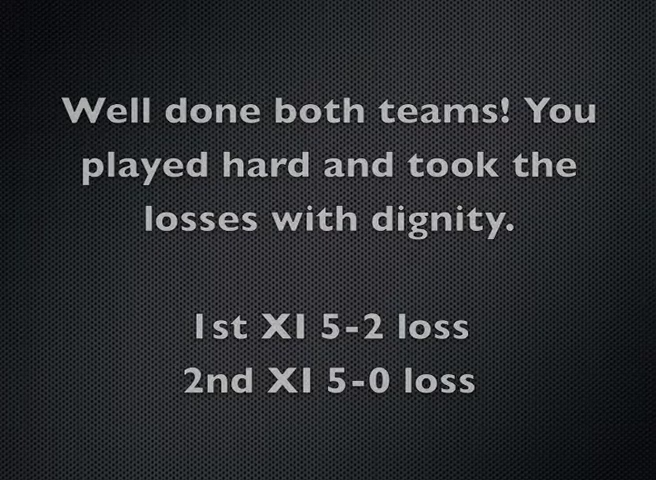 Well done both teams! You
played hard and took the
losses with dignity.
1st XI 5-2 loss
2nd XI 5-0 loss